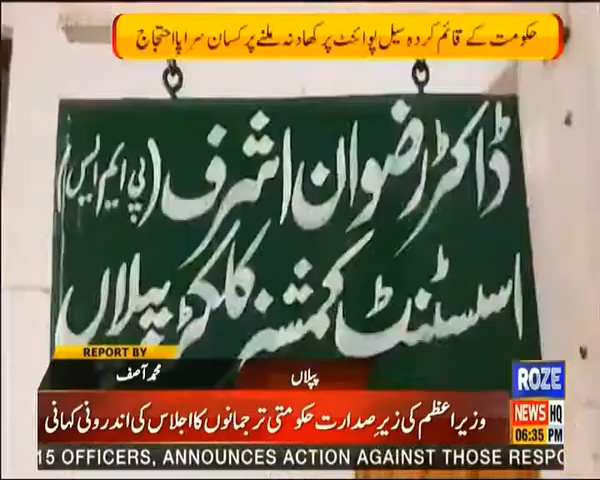 حکومت کے قائم کردہ سیل پوائنٹ پر کھاد نہ ملنے پر کسان سراپا احتجاج
ڈاکٹر رضوان اشرف (پی ایم ایس)
اسسٹنٹ کمشنر کلکٹر پپلاں
REPORT BY
محمد آصف
پپلاں
وزیراعظم کی زیر صدارت حکومتی ترجمانوں کا اجلاس کی اندرونی کہانی
ROZE
NEWS HQ
06:35 PM
15 OFFICERS, ANNOUNCES ACTION AGAINST THOSE RESPO